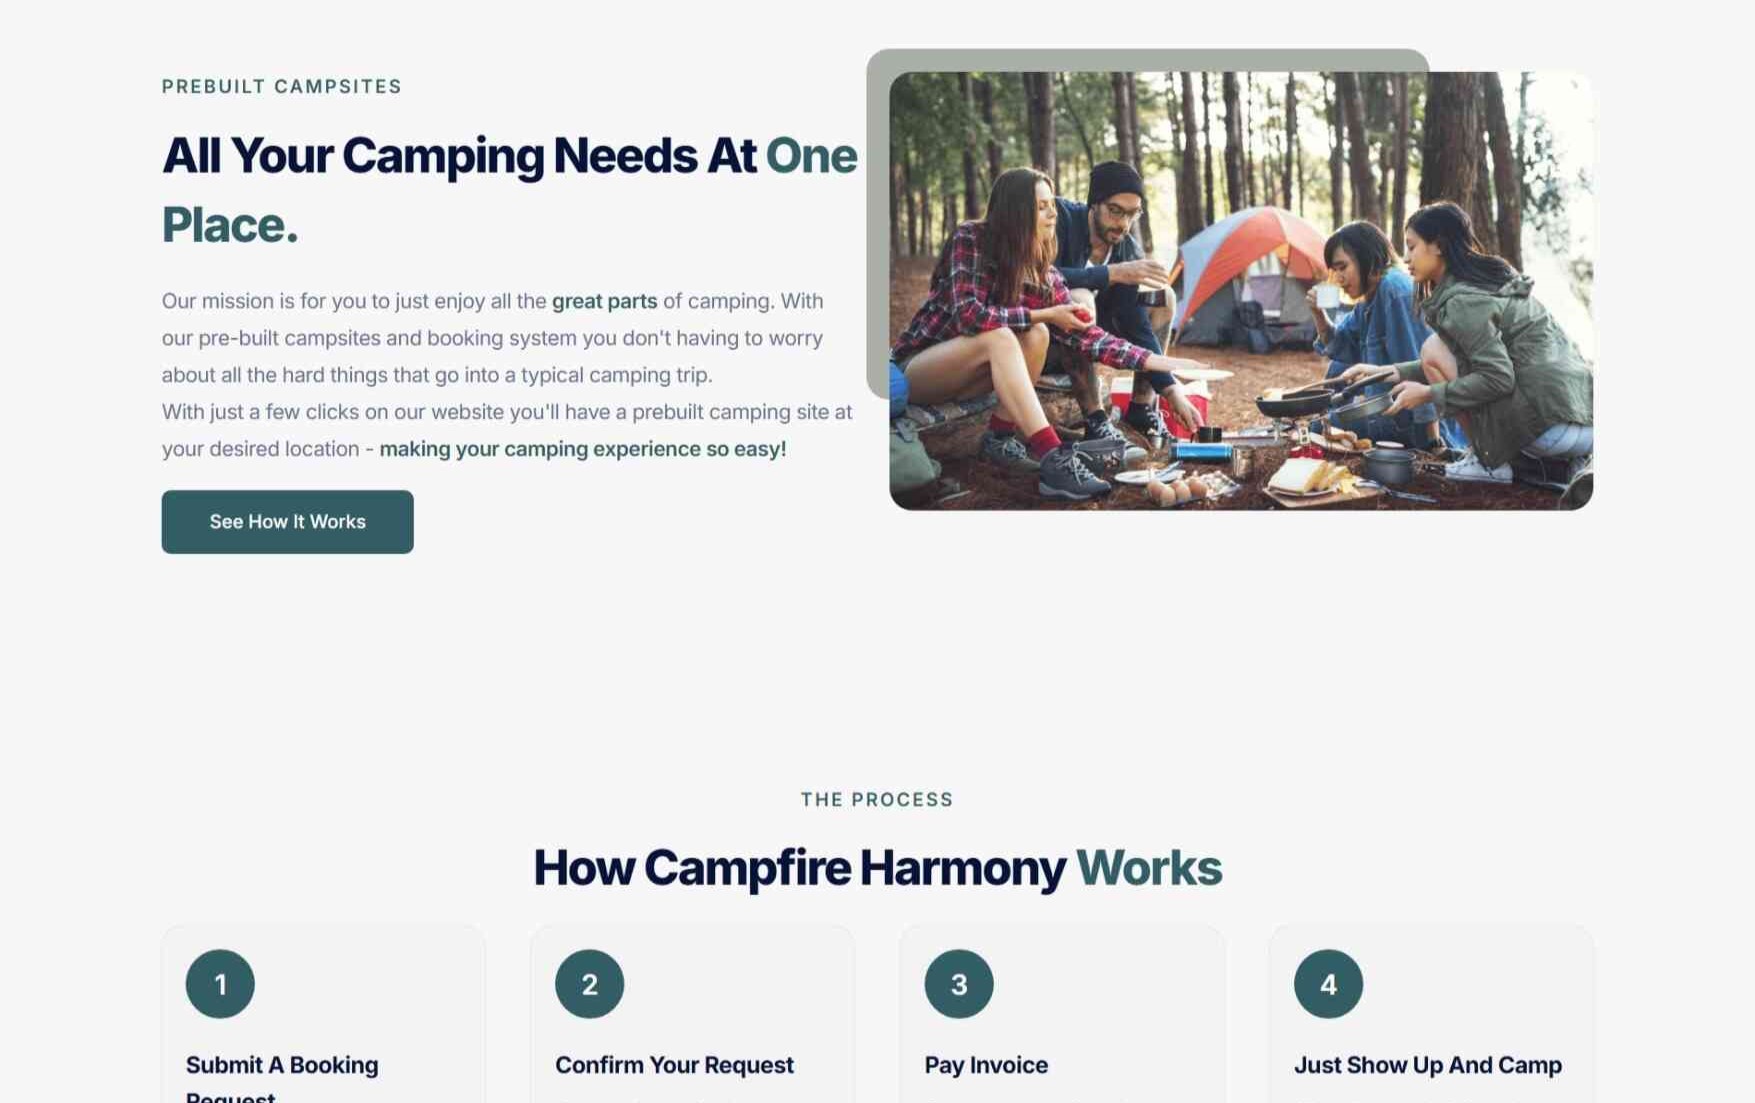 PREBUILT CAMPSITES
All Your Camping Needs At One
Place.
Our mission is for you to just enjoy all the great parts of camping. With
our pre-built campsites and booking system you don't having to worry
about all the hard things that go into a typical camping trip.
With just a few clicks on our website you'll have a prebuilt camping site at
your desired location - making your camping experience so easy!
See How It Works
THE PROCESS
How Campfire Harmony Works
1
Submit A Booking
Request
2
Confirm Your Request
3
Pay Invoice
4
Just Show Up And Camp